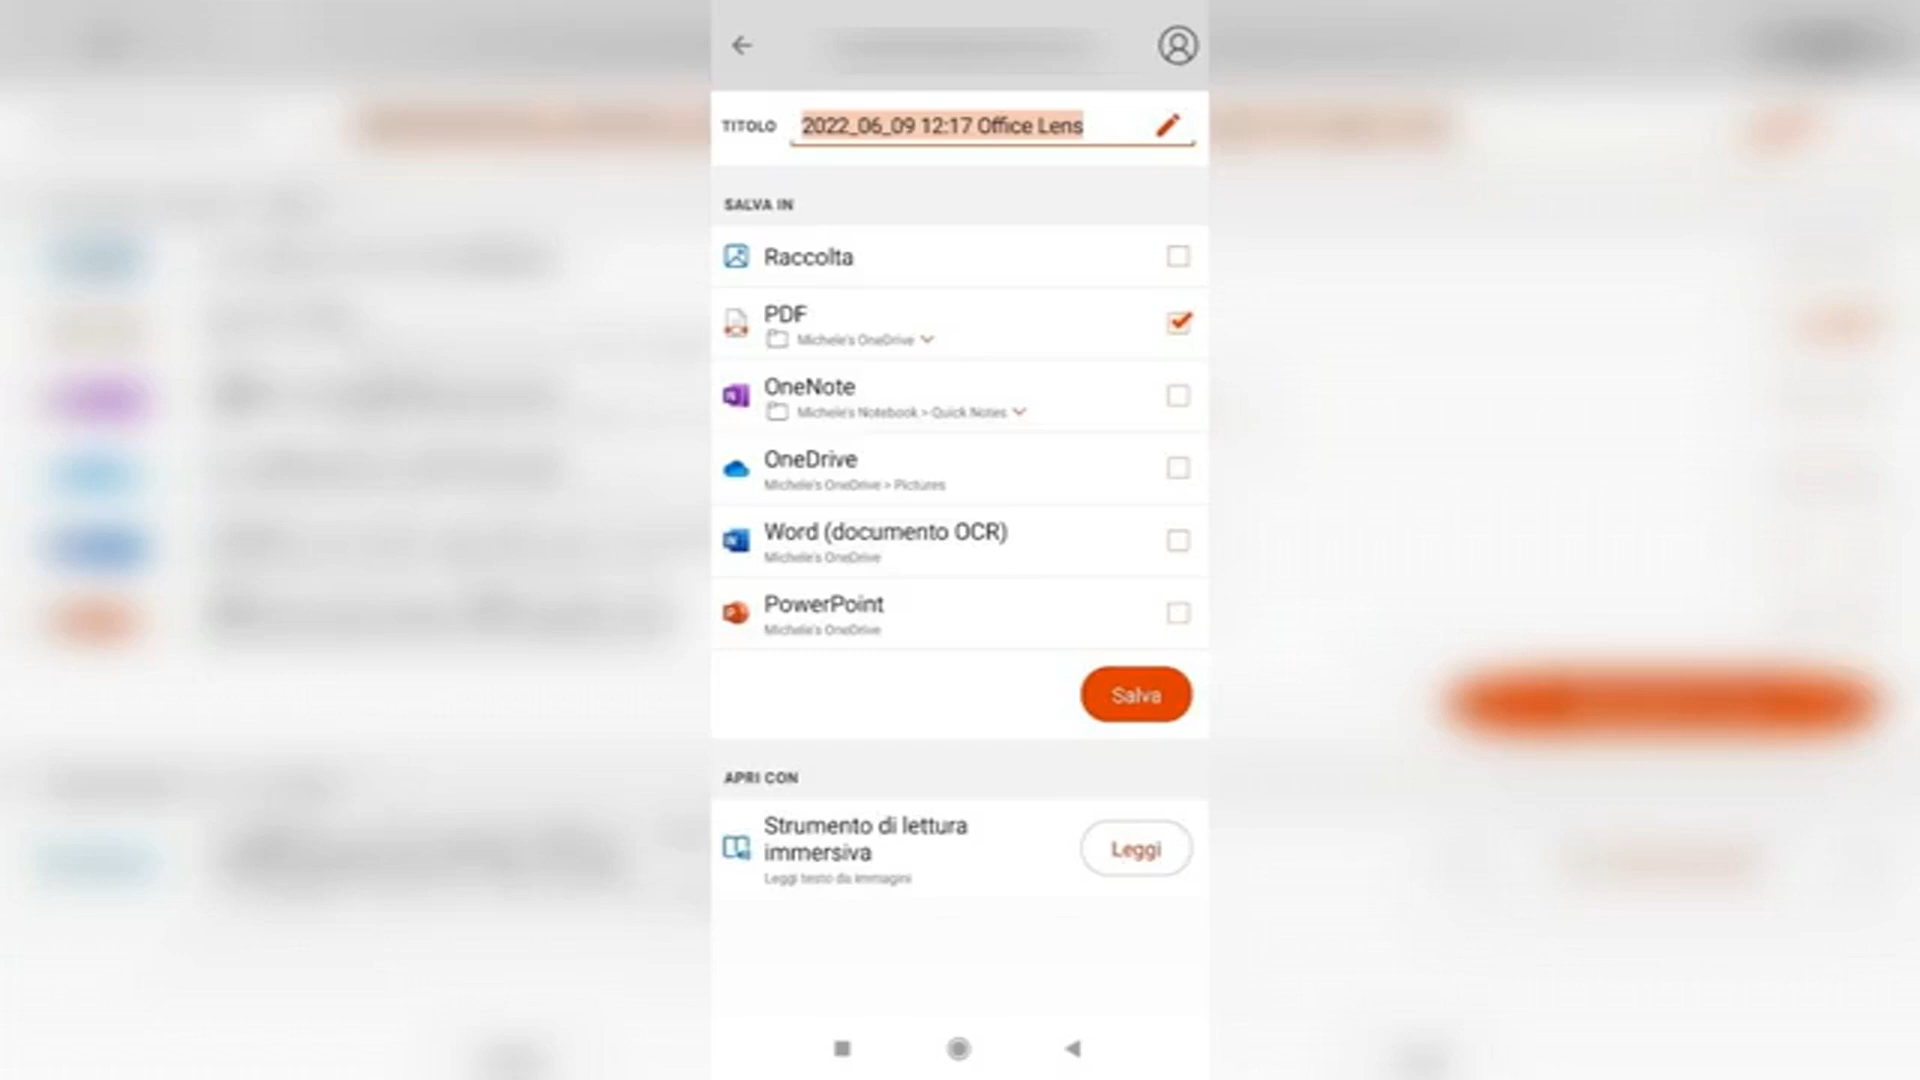 TITOLO 2022_06_09 12:17 Office Lens
SALVA IN
Raccolta
PDF
Michele's OneDrive
OneNote
Michele's Notebook > Quick Notes
OneDrive
Michele's OneDrive > Pictures
Word (documento OCR)
Michele's OneDrive
PowerPoint
Michele's OneDrive
Salva
APRI CON
Strumento di lettura
immersiva
Leggi testo da immagini
Leggi